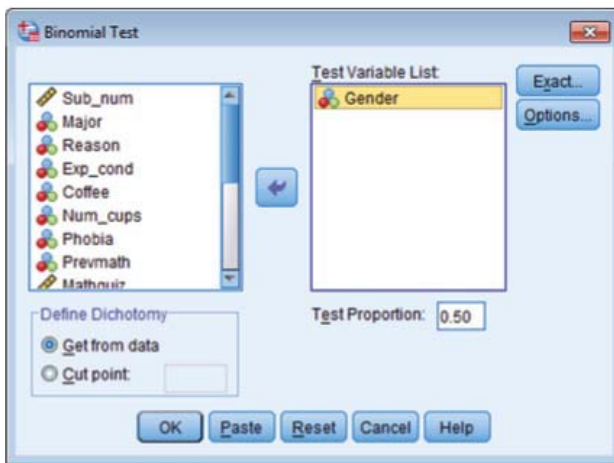 Binomial Test
Sub_num
Major
Reason
Exp_cond
Coffee
Num_cups
Phobia
Prevmath
Mathquiz
Test Variable List:
Gender
Exact...
Options...
Define Dichotomy
Get from data
Cut point:
Test Proportion: 0.50
OK Paste Reset Cancel Help